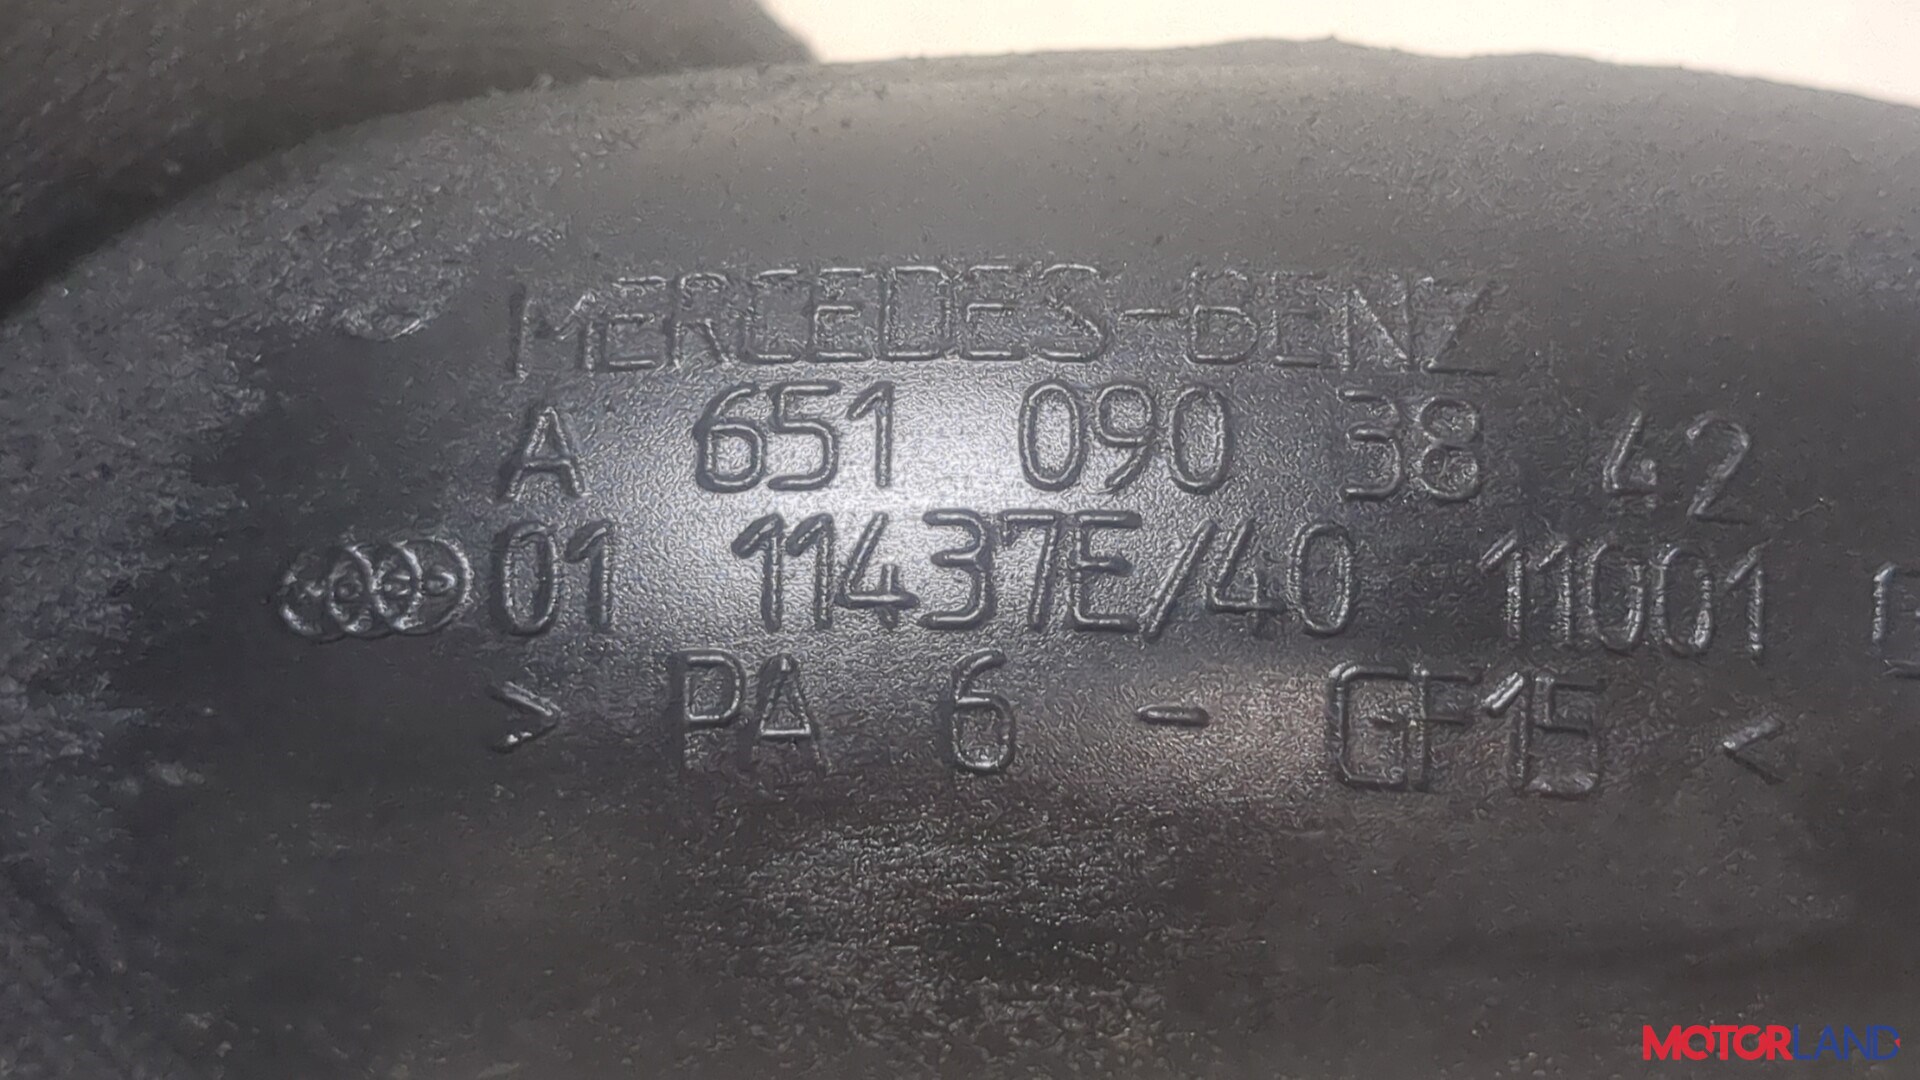 MERCEDES-BENZ
A 651 090 38 42
01 11437E/40 11001
> PA 6 - GF15 <
MOTORLAND